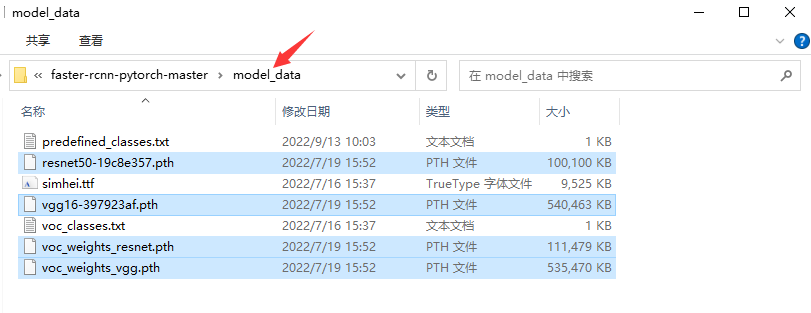 model_data
共享 查看
« faster-rcnn-pytorch-master › model_data 在 model_data 中搜索
名称 修改日期 类型 大小
predefined_classes.txt 2022/9/13 10:03 文本文档 1 KB
resnet50-19c8e357.pth 2022/7/19 15:52 PTH 文件 100,100 KB
simhei.ttf 2022/7/16 15:37 TrueType 字体文件 9,525 KB
vgg16-397923af.pth 2022/7/19 15:52 PTH 文件 540,463 KB
voc_classes.txt 2022/7/16 15:37 文本文档 1 KB
voc_weights_resnet.pth 2022/7/19 15:52 PTH 文件 111,479 KB
voc_weights_vgg.pth 2022/7/19 15:52 PTH 文件 535,470 KB